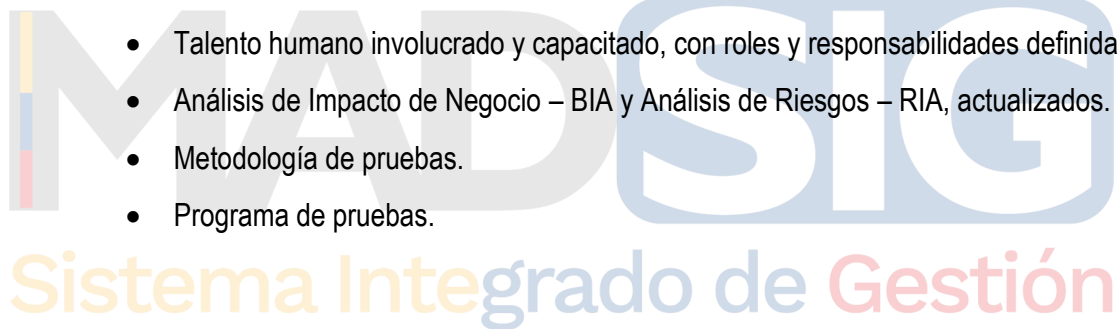 • Talento humano involucrado y capacitado, con roles y responsabilidades definida
• Análisis de Impacto de Negocio – BIA y Análisis de Riesgos – RIA, actualizados.
• Metodología de pruebas.
• Programa de pruebas.
MADSIG
Sistema Integrado de Gestión